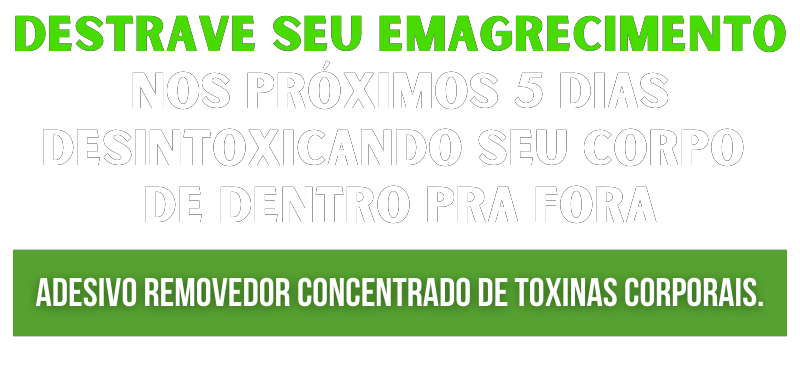 DESTRAVE SEU EMAGRECIMENTO
NOS PRÓXIMOS 5 DIAS
DESINTOXICANDO SEU CORPO
DE DENTRO PRA FORA
ADESIVO REMOVEDOR CONCENTRADO DE TOXINAS CORPORAIS.